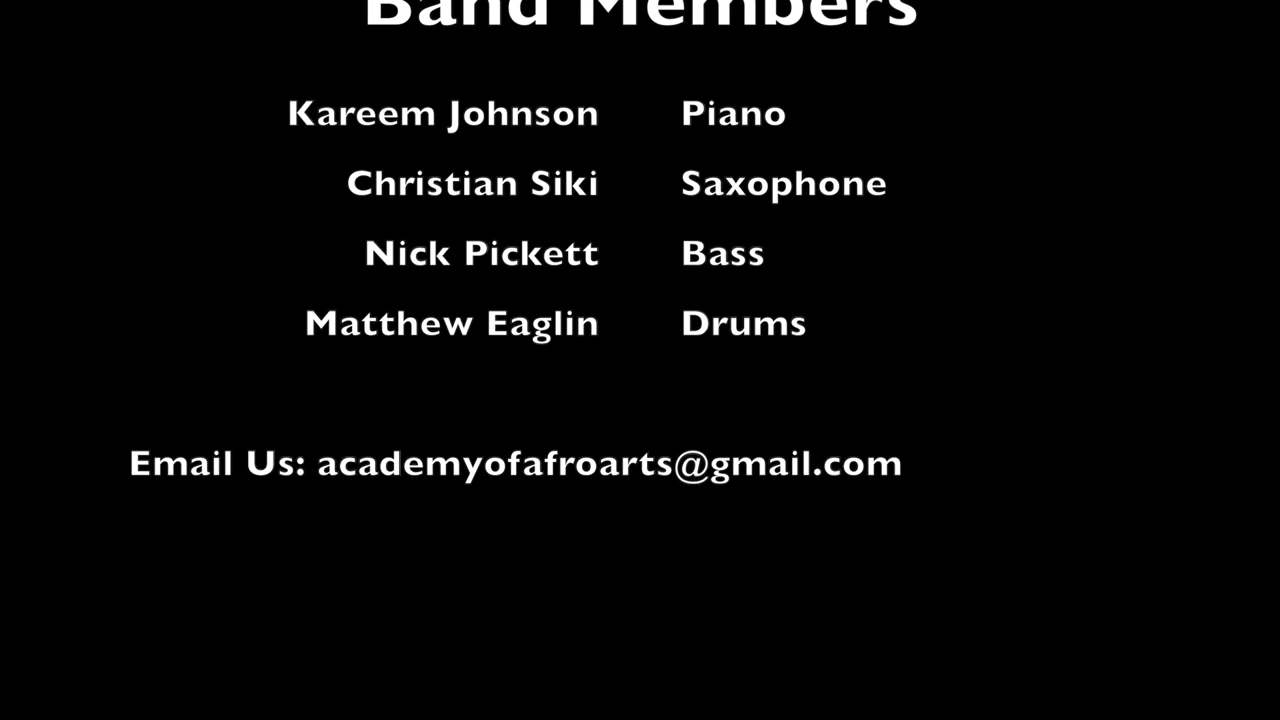 Band Members
Kareem Johnson Piano
Christian Siki Saxophone
Nick Pickett Bass
Matthew Eaglin Drums
Email Us: academyofafroarts@gmail.com